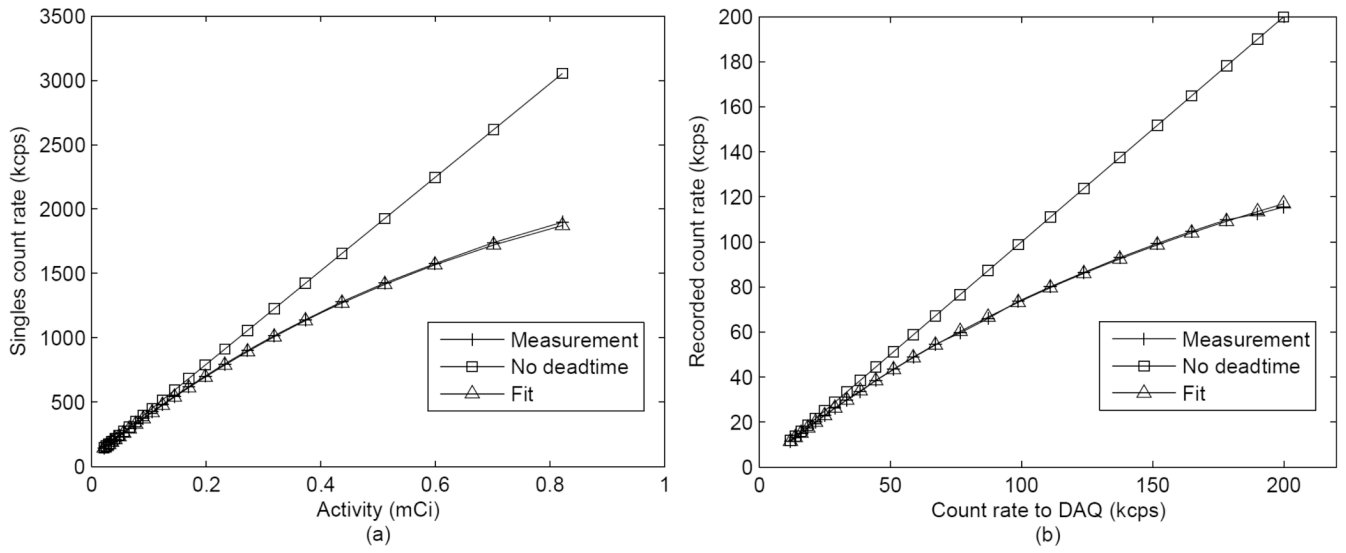 Singles count rate (kcps)
3500
3000
2500
2000
1500
1000
500
0
0
0.2
0.4
0.6
0.8
1
Activity (mCi)
(a)
Measurement
No deadtime
Fit
Recorded count rate (kcps)
200
180
160
140
120
100
80
60
40
20
0
0
50
100
150
200
Count rate to DAQ (kcps)
(b)
Measurement
No deadtime
Fit